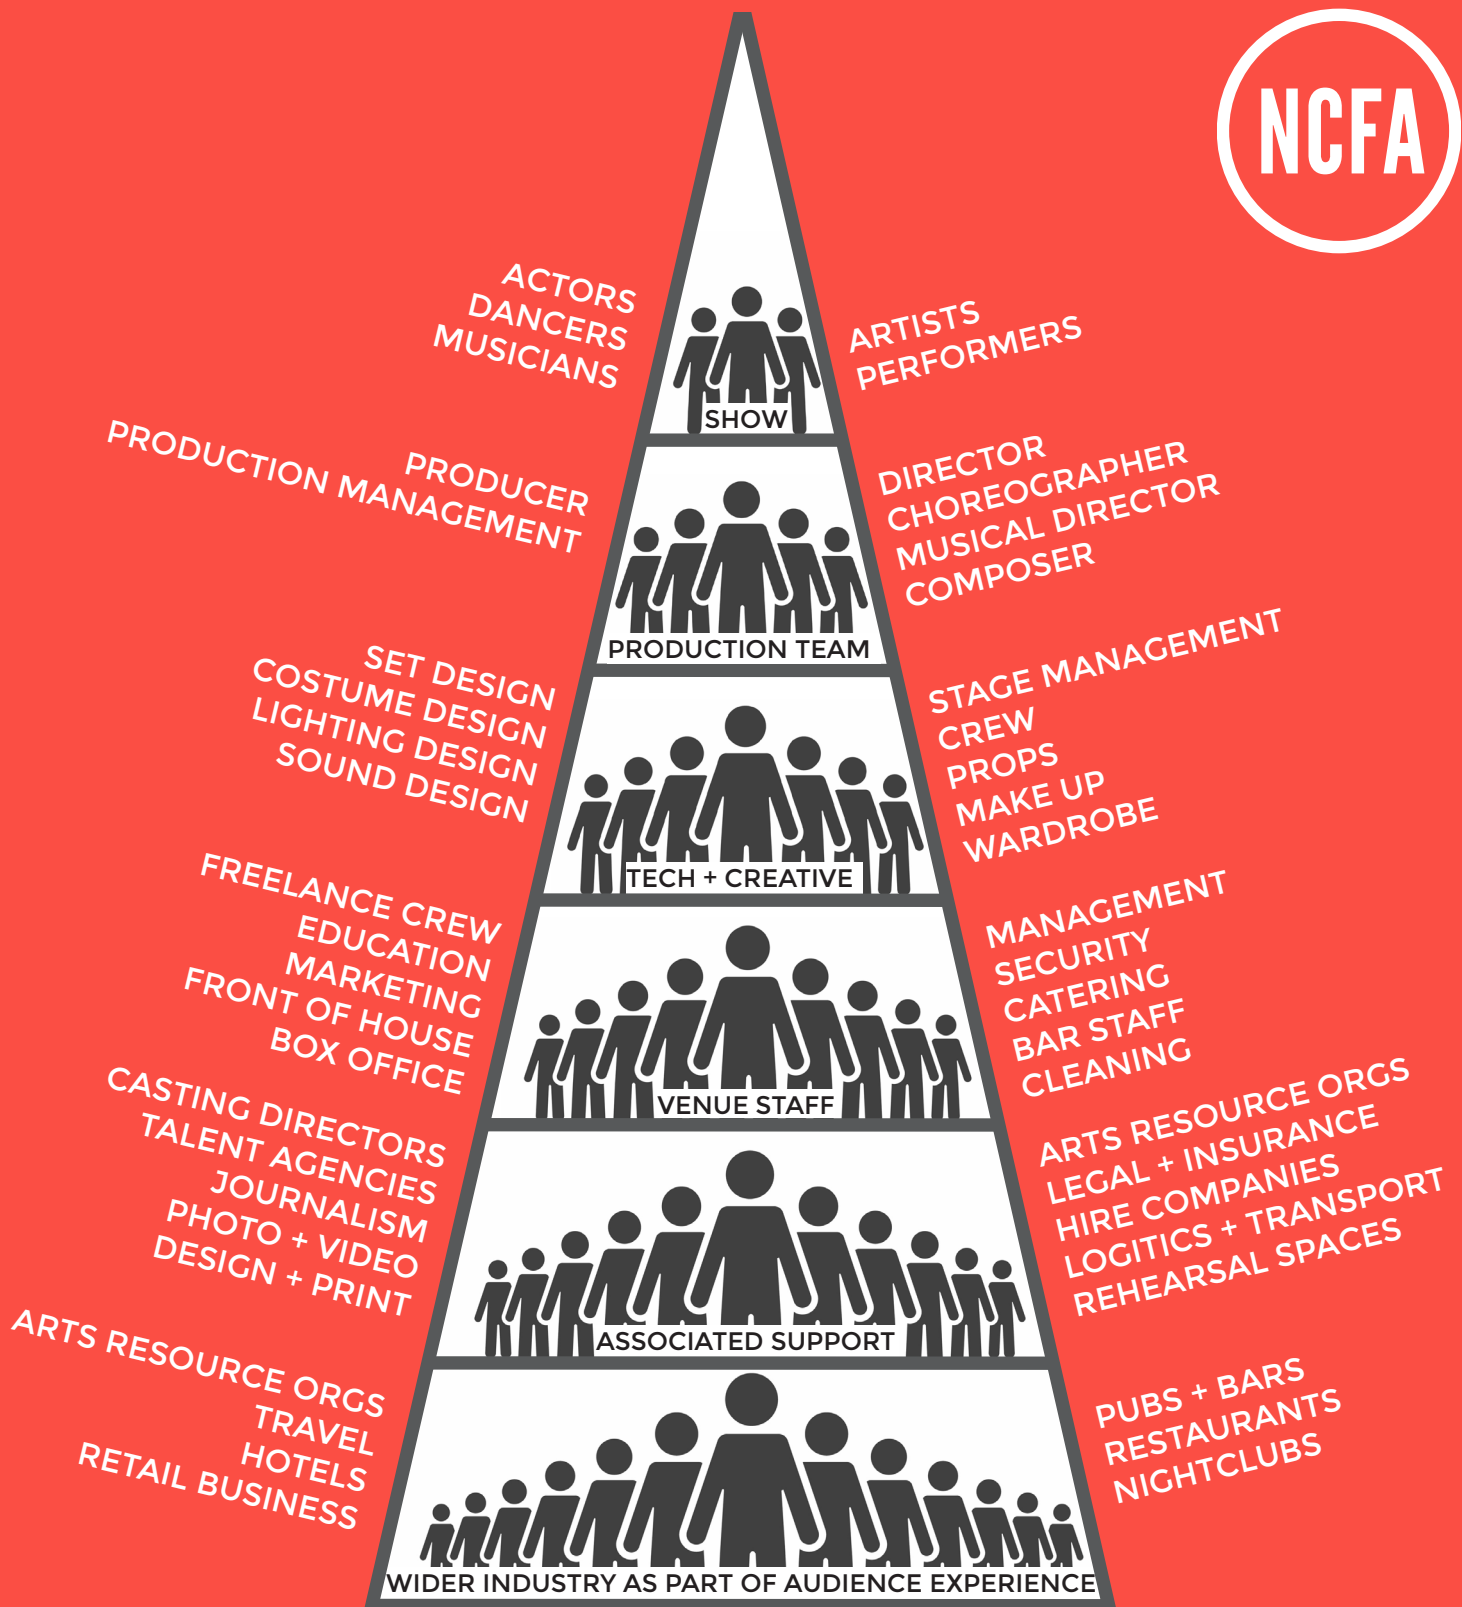 NCFA
ACTORS
DANCERS
MUSICIANS
ARTISTS
PERFORMERS
SHOW
PRODUCER
PRODUCTION MANAGEMENT
DIRECTOR
CHOREOGRAPHER
MUSICAL DIRECTOR
COMPOSER
PRODUCTION TEAM
SET DESIGN
COSTUME DESIGN
LIGHTING DESIGN
SOUND DESIGN
STAGE MANAGEMENT
CREW
PROPS
MAKE UP
WARDROBE
TECH + CREATIVE
FREELANCE CREW
EDUCATION
MARKETING
FRONT OF HOUSE
BOX OFFICE
MANAGEMENT
SECURITY
CATERING
BAR STAFF
CLEANING
VENUE STAFF
CASTING DIRECTORS
TALENT AGENCIES
JOURNALISM
PHOTO + VIDEO
DESIGN + PRINT
ARTS RESOURCE ORGS
LEGAL + INSURANCE
HIRE COMPANIES
LOGITICS + TRANSPORT
REHEARSAL SPACES
ASSOCIATED SUPPORT
ARTS RESOURCE ORGS
TRAVEL
HOTELS
RETAIL BUSINESS
PUBS + BARS
RESTAURANTS
NIGHTCLUBS
WIDER INDUSTRY AS PART OF AUDIENCE EXPERIENCE